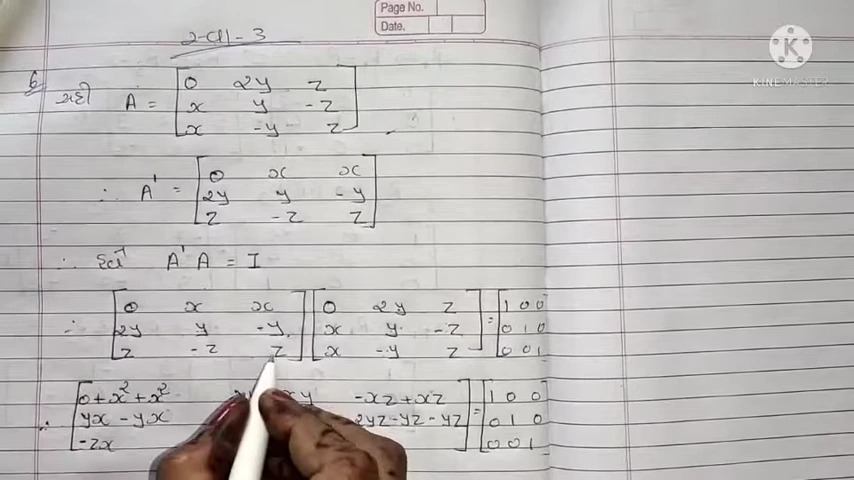 Page No.
Date.
2-સ્વા-3
K
KINEMASTER
6 અહીં A = [0 2y z
x y -z
x -y z]
∴ A' = [0 x x
2y y -y
z -z z]
∴ હવે A'A = I
∴ [0 x x] [0 2y z] = [1 0 0]
[2y y -y] [x y -z] [0 1 0]
[z -z z] [x -y z] [0 0 1]
∴ [0+x²+x² xy -xz+xz] = [1 0 0]
[yx-yx 2yz-yz-yz] [0 1 0]
[-zx ] [0 0 1]